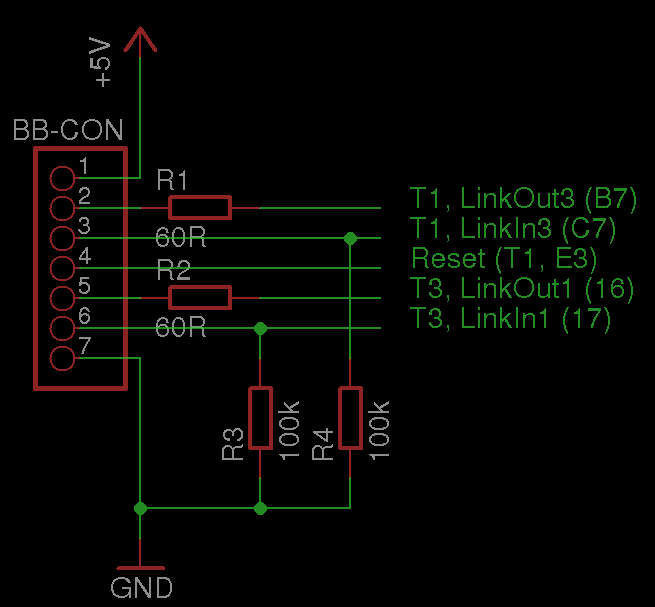 +5V
BB-CON
1
R1
2
T1, LinkOut3 (B7)
3
60R
T1, LinkIn3 (C7)
4
R2
Reset (T1, E3)
5
T3, LinkOut1 (16)
6
60R
T3, LinkIn1 (17)
7
R3
100k
R4
100k
GND